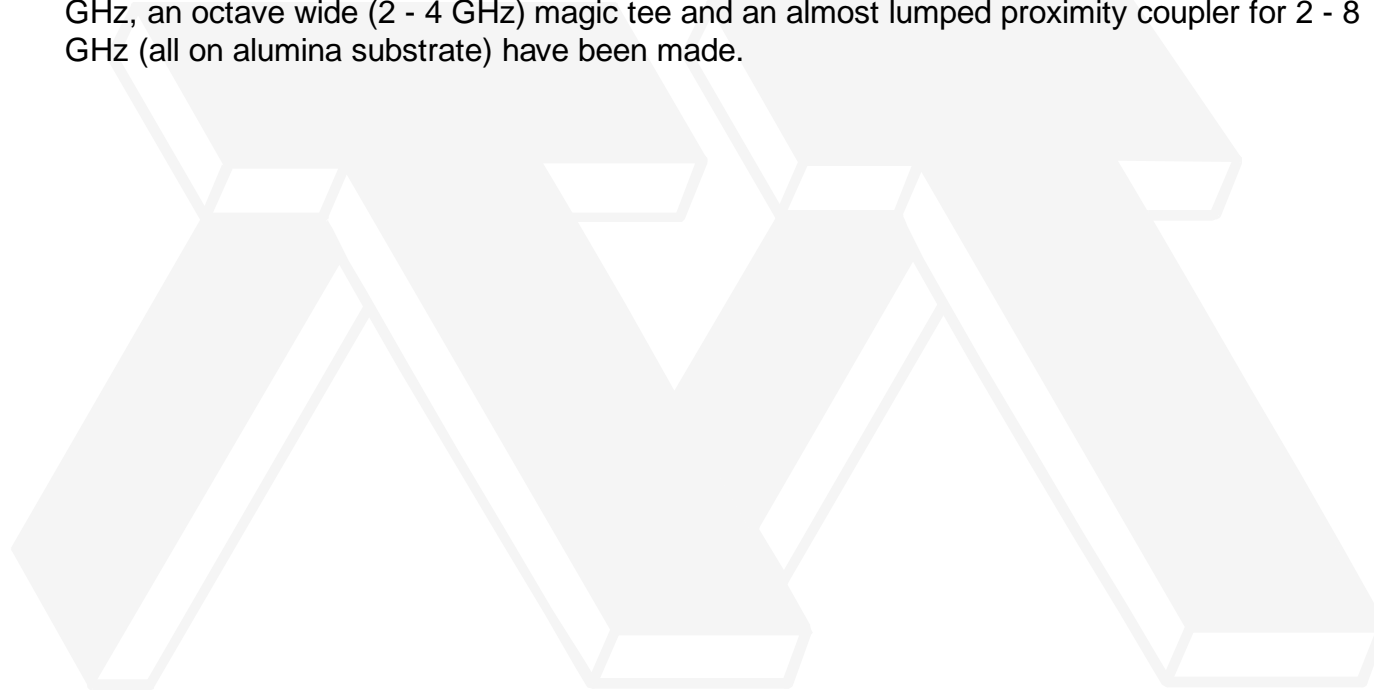 GHz, an octave wide (2 - 4 GHz) magic tee and an almost lumped proximity coupler for 2 - 8
GHz (all on alumina substrate) have been made.